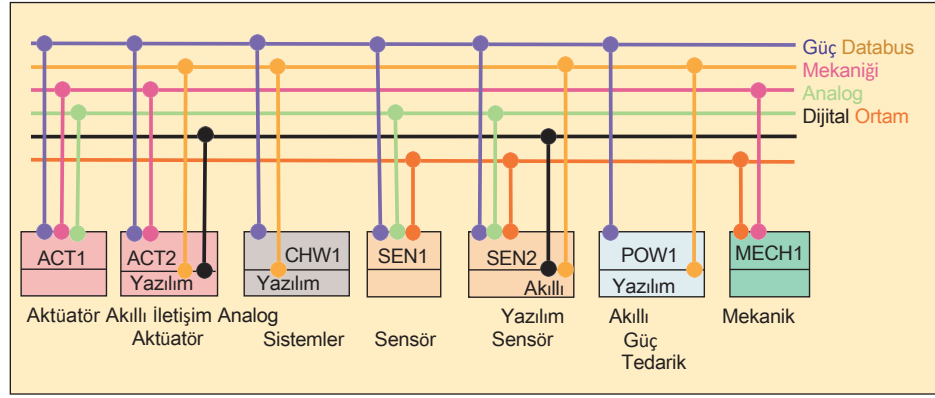 Güç Databus
Mekaniği
Analog
Dijital Ortam
ACT1
Yazılım
ACT2
CHW1
Yazılım
SEN1
SEN2
Akıllı
POW1
Yazılım
MECH1
Aktüatör Akıllı İletişim Analog
Aktüatör
Sistemler
Sensör
Yazılım
Sensör
Akıllı
Güç
Tedarik
Mekanik